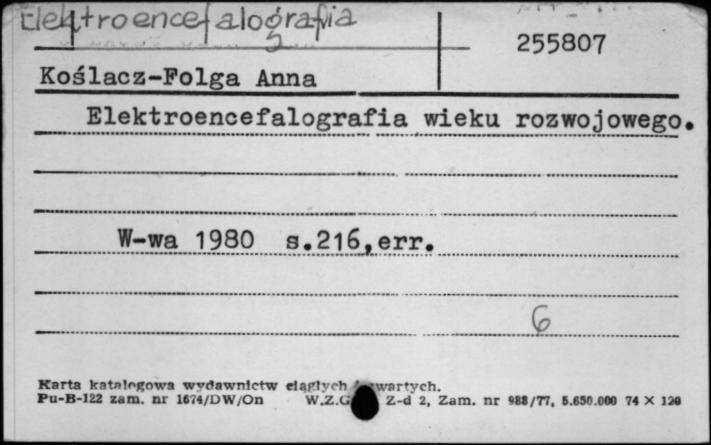 Elektroencefalografia
255807
Koślacz-Folga Anna
Elektroencefalografia wieku rozwojowego.
W-wa 1980 s.216,err.
6
Karta katalogowa wydawnictw ciągłych zwartych.
Pu-B-122 zam. nr 1674/DW/On W.Z.G Z-d 2, Zam. nr 988/77, 5.650.000 74 X 120